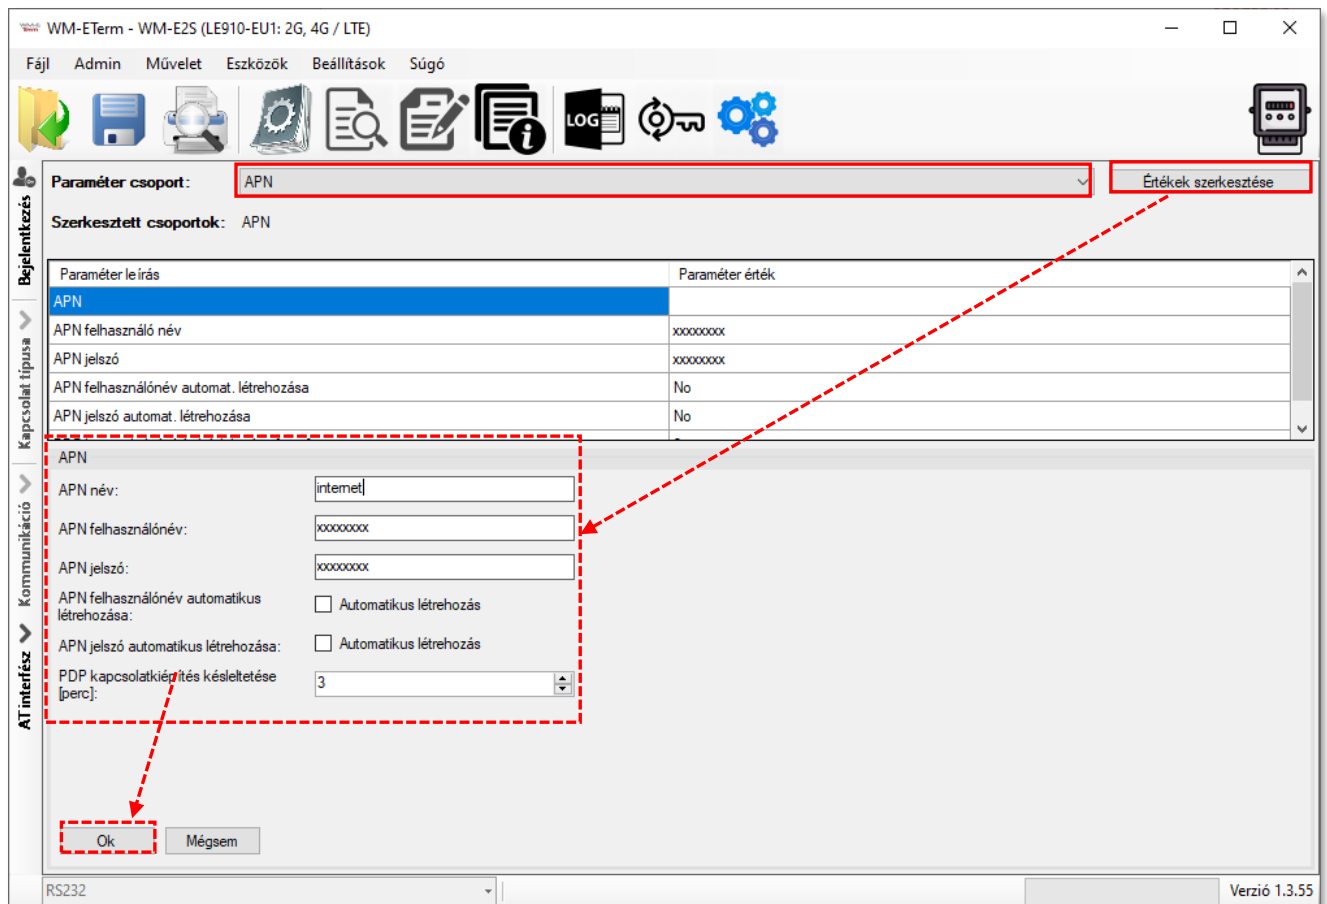 WM-ETerm - WM-E2S (LE910-EU1: 2G, 4G / LTE)
Fájl Admin Művelet Eszközök Beállítások Súgó
LOG
Paraméter csoport: APN Értékek szerkesztése
Szerkesztett csoportok: APN
Bejelentkezés
Kapcsolat típusa
Kommunikáció
AT interfész
Paraméter leírás Paraméter érték
APN
APN felhasználó név xxxxxxxx
APN jelszó xxxxxxxx
APN felhasználónév automat. létrehozása No
APN jelszó automat. létrehozása No
APN
APN név: internet
APN felhasználónév: xxxxxxxx
APN jelszó: xxxxxxxx
APN felhasználónév automatikus
létrehozása: Automatikus létrehozás
APN jelszó automatikus létrehozása: Automatikus létrehozás
PDP kapcsolatkiépítés késleltetése
[perc]: 3
Ok Mégsem
RS232 Verzió 1.3.55